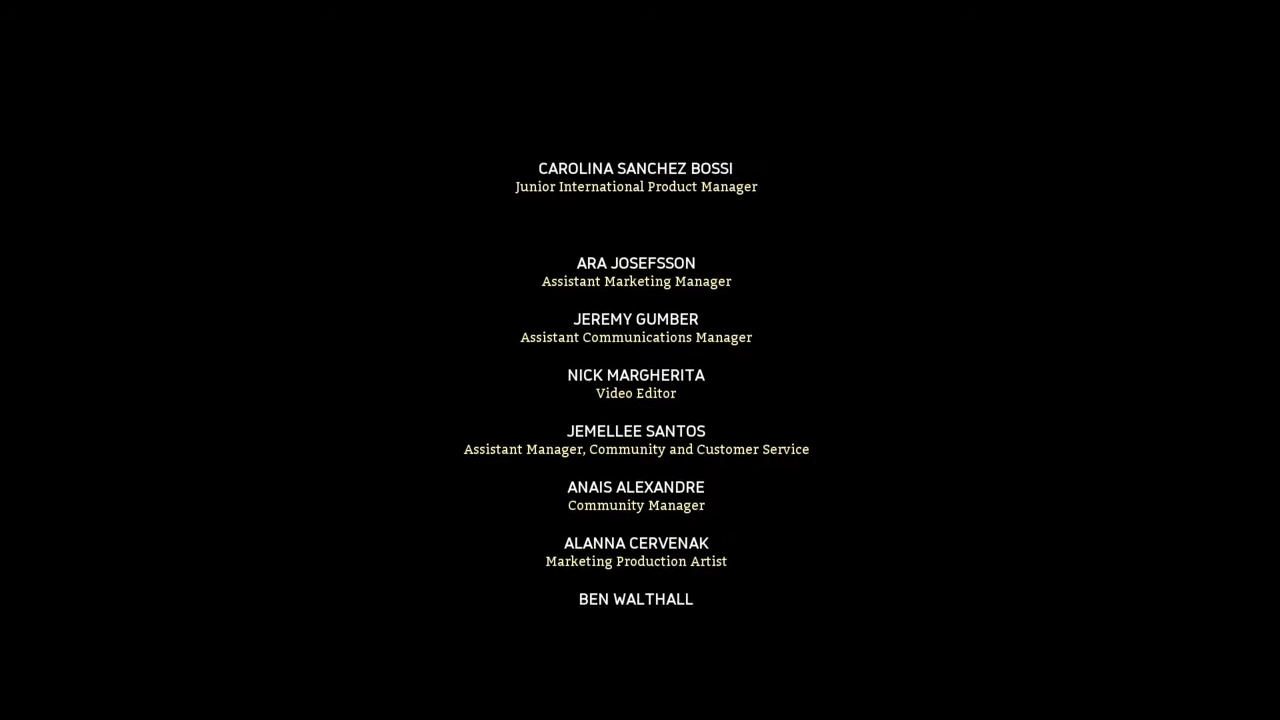 CAROLINA SANCHEZ BOSSI
Junior International Product Manager
ARA JOSEFSSON
Assistant Marketing Manager
JEREMY GUMBER
Assistant Communications Manager
NICK MARGHERITA
Video Editor
JEMELLEE SANTOS
Assistant Manager, Community and Customer Service
ANAIS ALEXANDRE
Community Manager
ALANNA CERVENAK
Marketing Production Artist
BEN WALTHALL